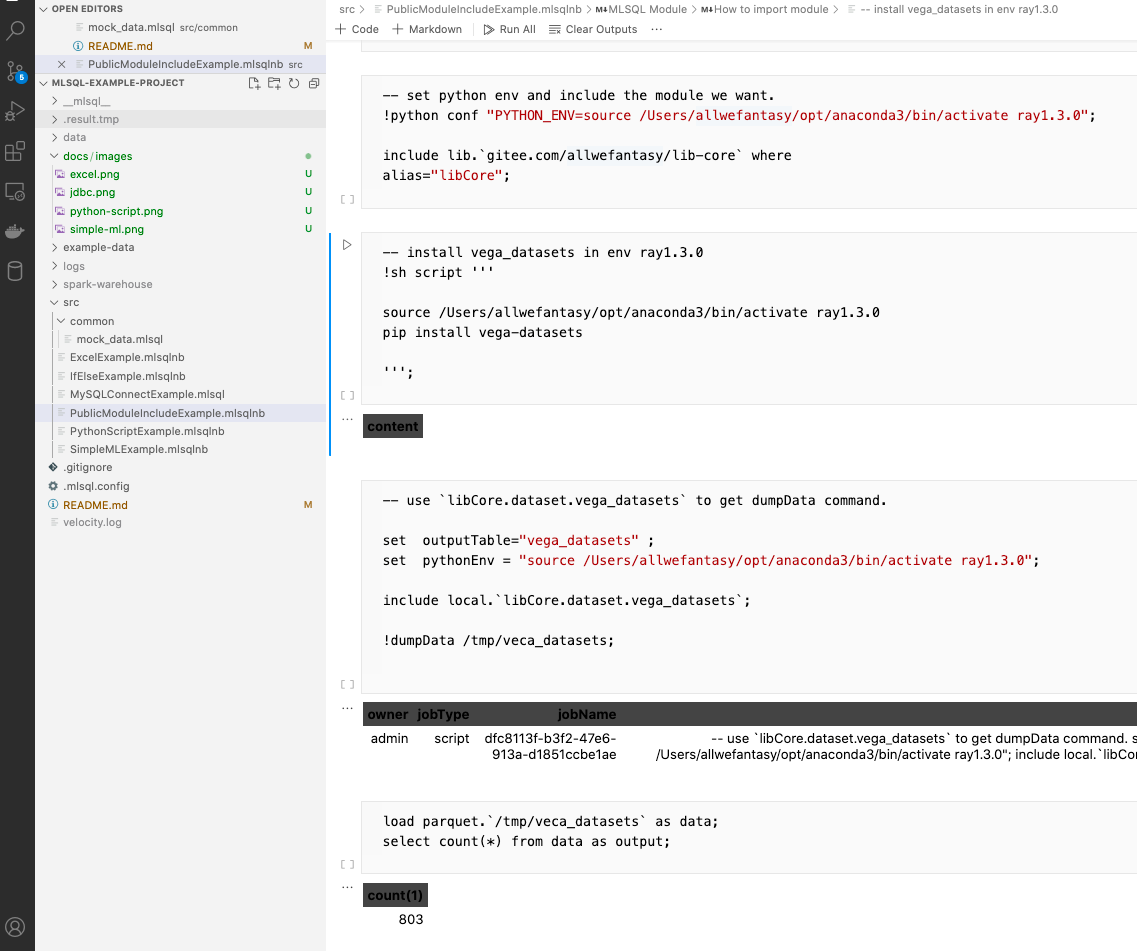 OPEN EDITORS
mock_data.mlsql src/common
README.md M
PublicModuleIncludeExample.mlsqlnb src
MLSQL-EXAMPLE-PROJECT
5
__mlsql__
.result.tmp
data
docs/images
excel.png U
jdbc.png U
python-script.png U
simple-ml.png U
example-data
logs
spark-warehouse
src
common
mock_data.mlsql
ExcelExample.mlsqlnb
IfElseExample.mlsqlnb
MySQLConnectExample.mlsql
PublicModuleIncludeExample.mlsqlnb
PythonScriptExample.mlsqlnb
SimpleMLExample.mlsqlnb
.gitignore
.mlsql.config
README.md M
velocity.log
src > PublicModuleIncludeExample.mlsqlnb > M↓MLSQL Module > M↓How to import module > -- install vega_datasets in env ray1.3.0
+ Code + Markdown Run All Clear Outputs ...
-- set python env and include the module we want.
!python conf "PYTHON_ENV=source /Users/allwefantasy/opt/anaconda3/bin/activate ray1.3.0";
include lib.`gitee.com/allwefantasy/lib-core` where
alias="libCore";
[ ]
-- install vega_datasets in env ray1.3.0
!sh script '''
source /Users/allwefantasy/opt/anaconda3/bin/activate ray1.3.0
pip install vega-datasets
''';
[ ]
...
content
-- use `libCore.dataset.vega_datasets` to get dumpData command.
set  outputTable="vega_datasets" ;
set  pythonEnv = "source /Users/allwefantasy/opt/anaconda3/bin/activate ray1.3.0";
include local.`libCore.dataset.vega_datasets`;
!dumpData /tmp/veca_datasets;
[ ]
...
owner jobType jobName
admin script dfc8113f-b3f2-47e6- -- use `libCore.dataset.vega_datasets` to get dumpData command. s
913a-d1851ccbe1ae /Users/allwefantasy/opt/anaconda3/bin/activate ray1.3.0"; include local.`libCo
load parquet.`/tmp/veca_datasets` as data;
select count(*) from data as output;
[ ]
...
count(1)
803